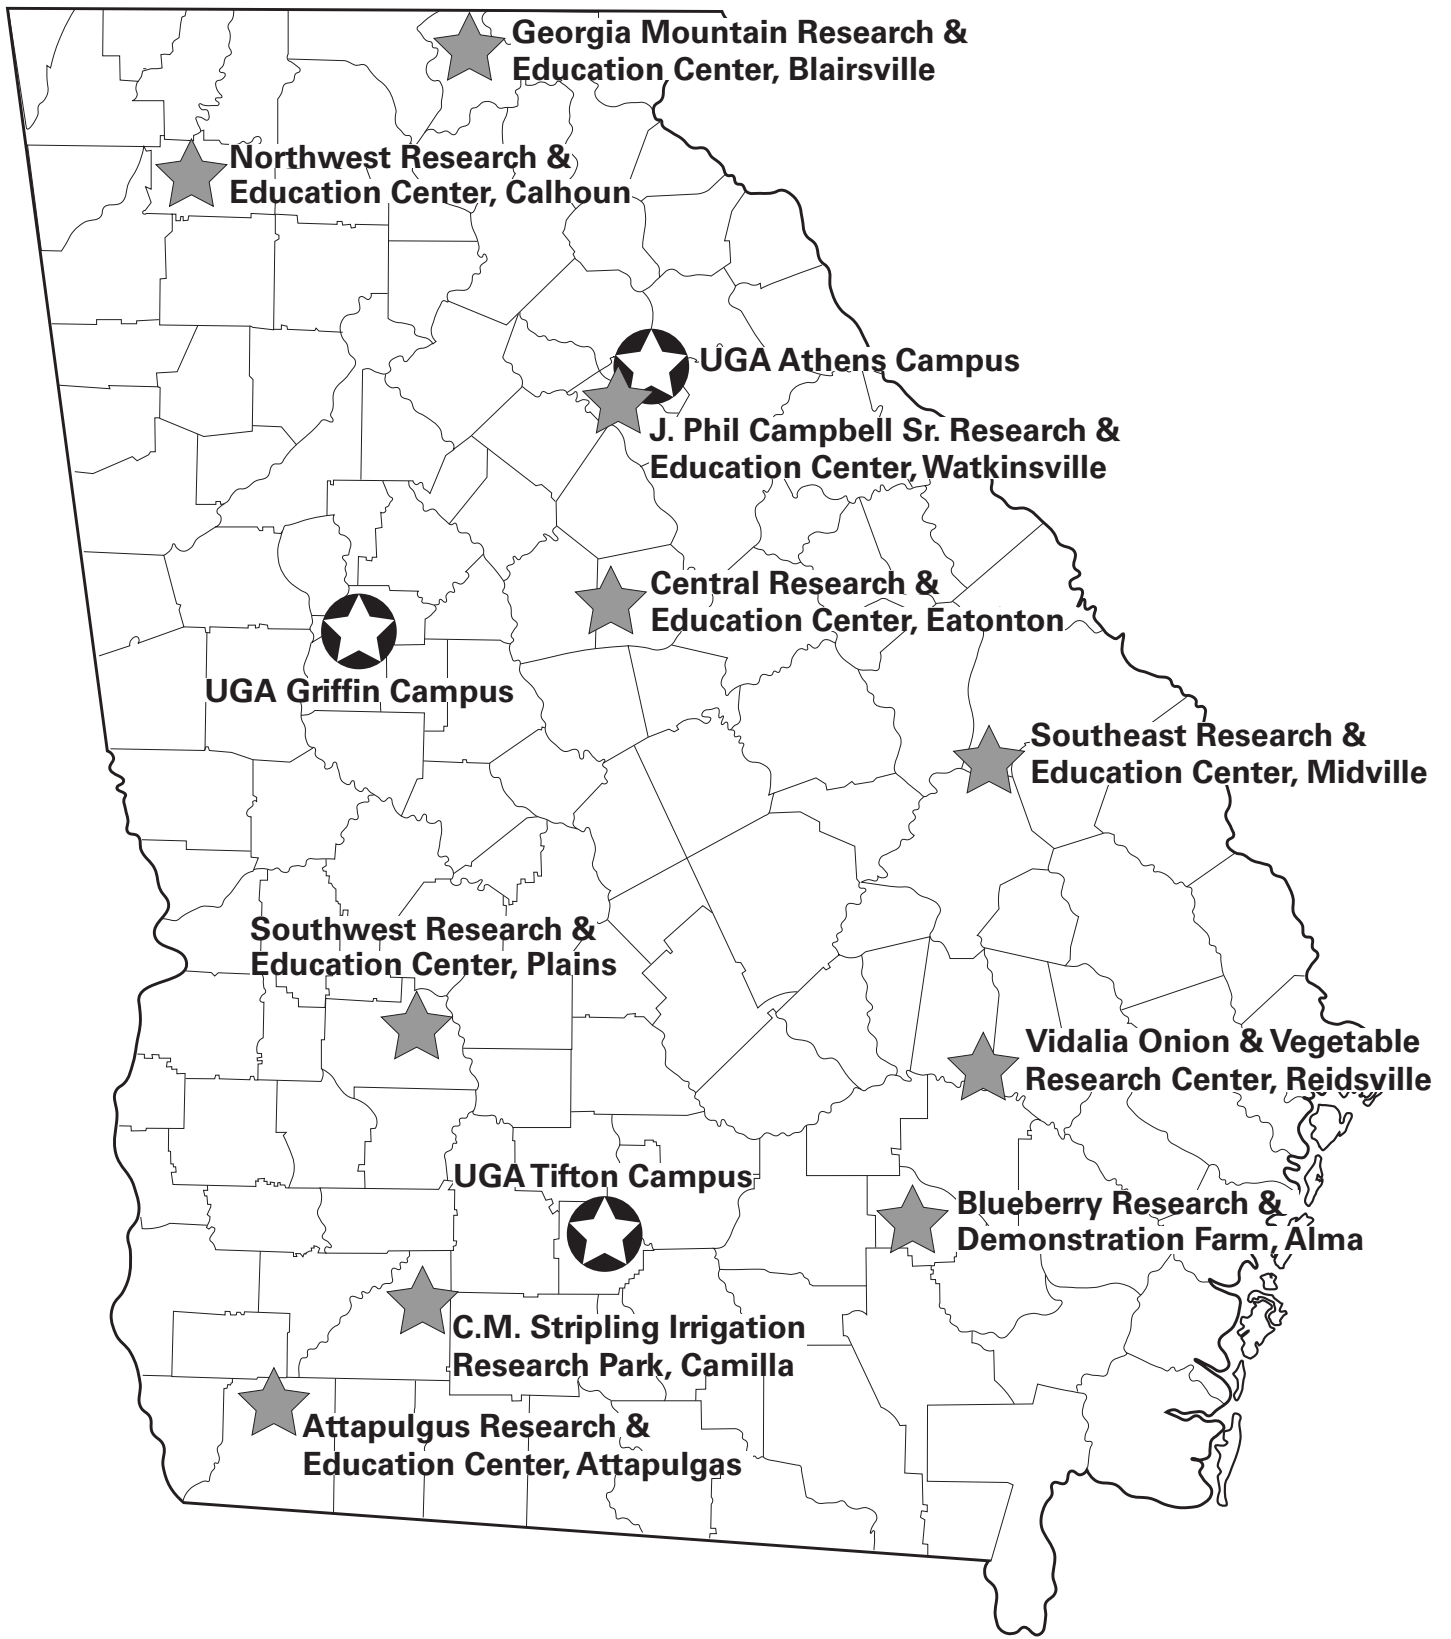 Georgia Mountain Research &
Education Center, Blairsville
Northwest Research &
Education Center, Calhoun
UGA Athens Campus
J. Phil Campbell Sr. Research &
Education Center, Watkinsville
Central Research &
Education Center, Eatonton
UGA Griffin Campus
Southeast Research &
Education Center, Midville
Southwest Research &
Education Center, Plains
Vidalia Onion & Vegetable
Research Center, Reidsville
UGA Tifton Campus
Blueberry Research &
Demonstration Farm, Alma
C.M. Stripling Irrigation
Research Park, Camilla
Attapulgus Research &
Education Center, Attapulgas